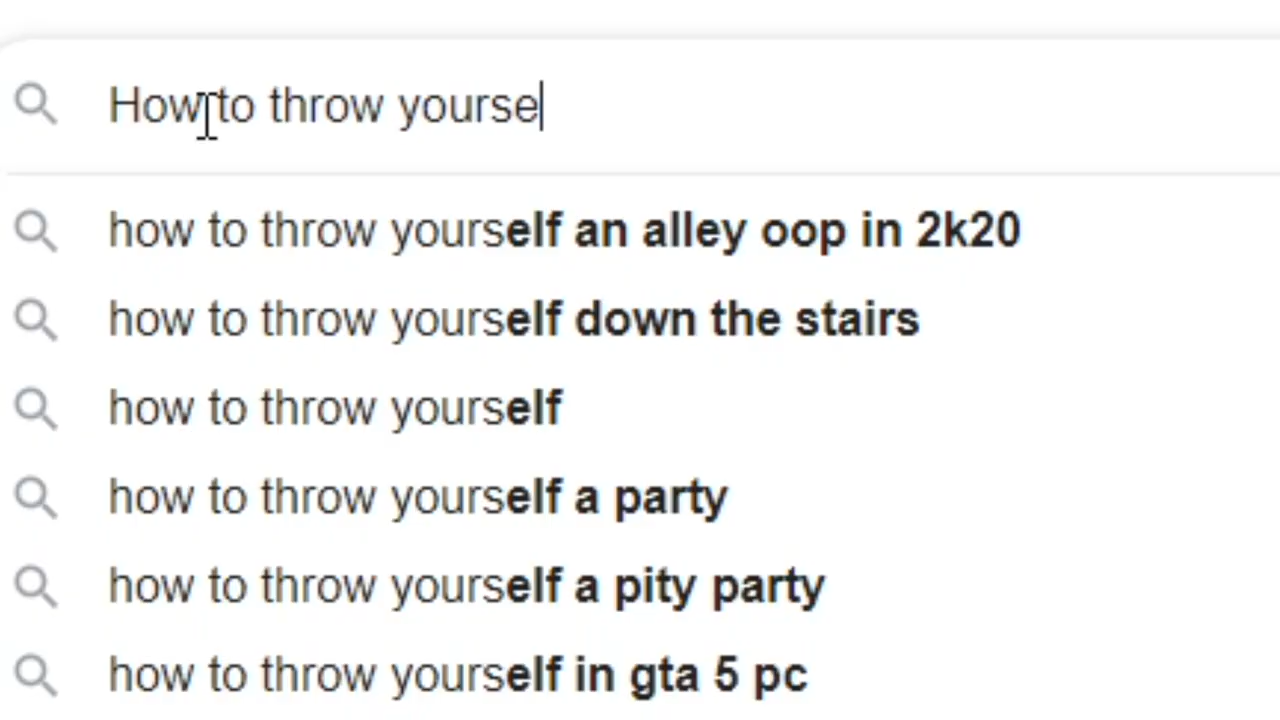 How to throw yourse
how to throw yourself an alley oop in 2k20
how to throw yourself down the stairs
how to throw yourself
how to throw yourself a party
how to throw yourself a pity party
how to throw yourself in gta 5 pc